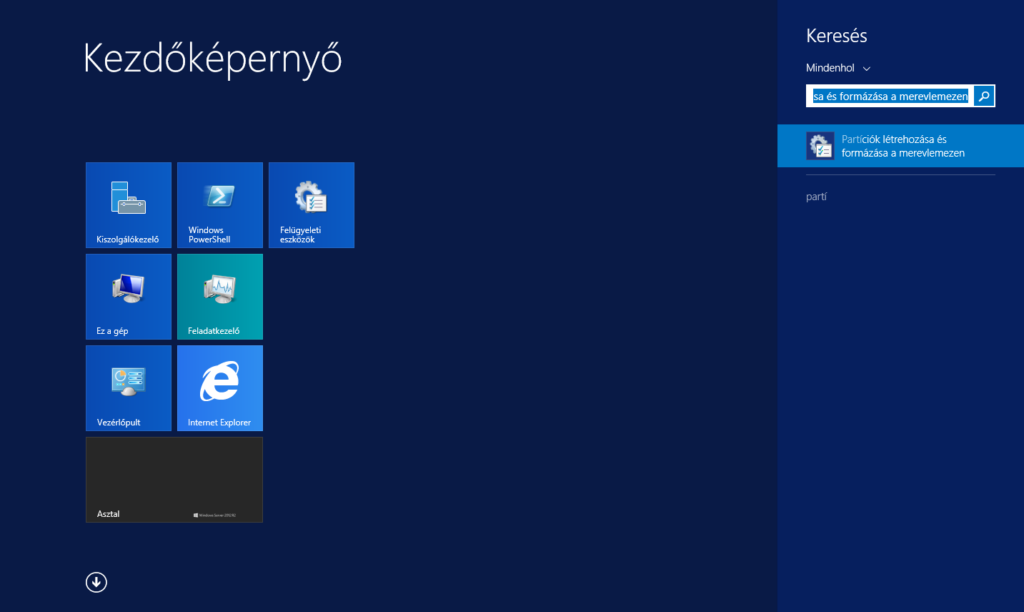 Kezdőképernyő
Keresés
Mindenhol
sa és formázása a merevlemezen
Partíciók létrehozása és
formázása a merevlemezen
partí
Kiszolgálókezelő
Windows
PowerShell
Felügyeleti
eszközök
Ez a gép
Feladatkezelő
Vezérlőpult
Internet Explorer
Asztal